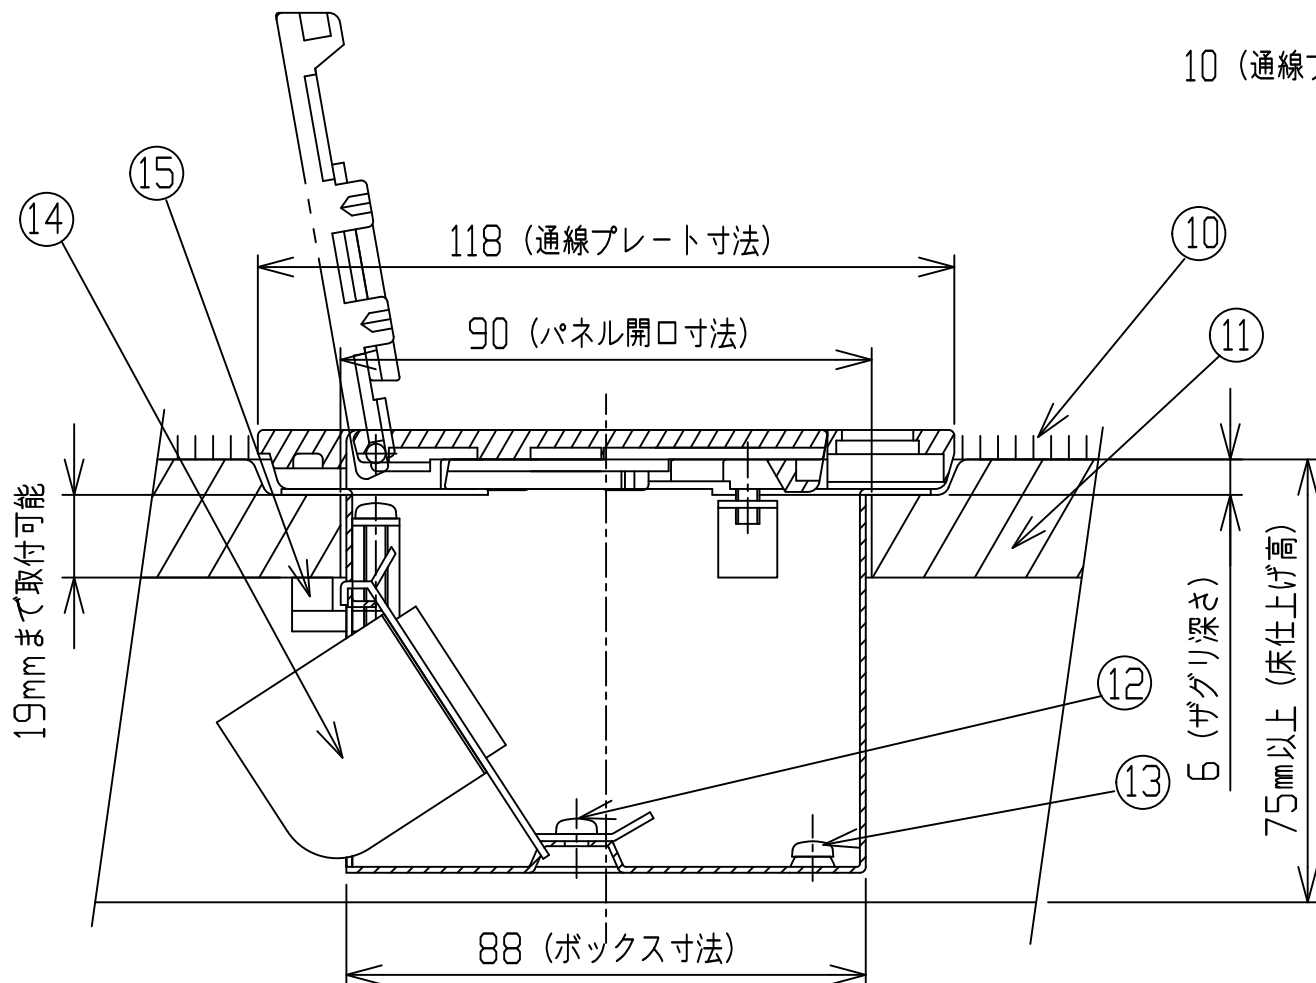 10（通線プ
15
14
118（通線プレート寸法）
10
90（パネル開口寸法）
11
19mmまで取付可能
6（ザグリ深さ）
75mm以上（床仕上げ高）
12
13
88（ボックス寸法）